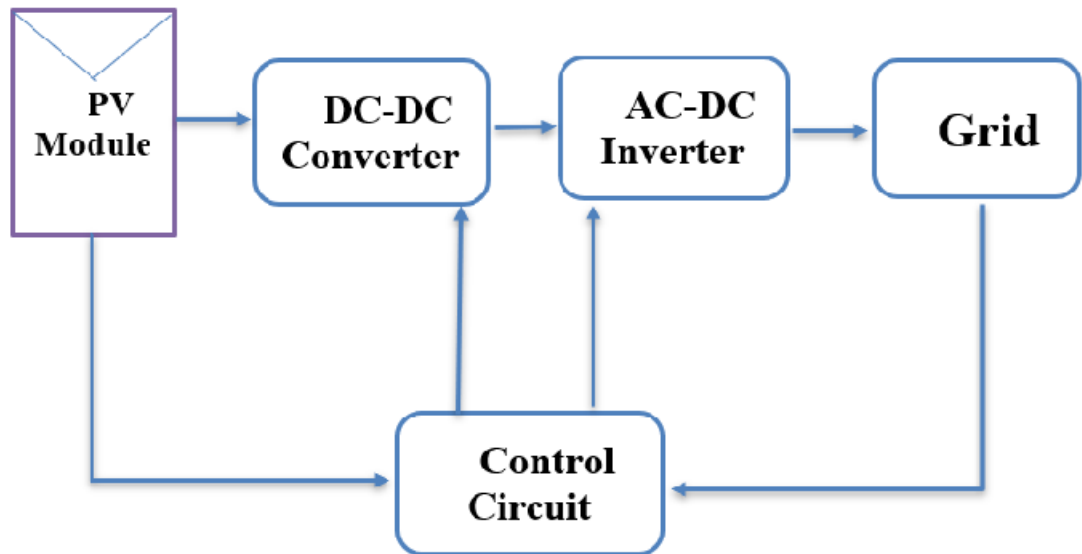 PV
Module
DC-DC
Converter
AC-DC
Inverter
Grid
Control
Circuit